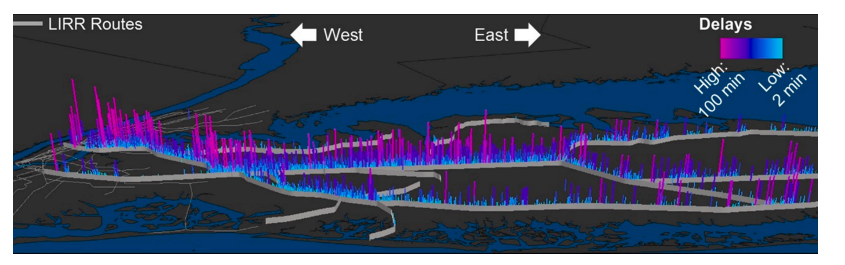 LIRR Routes
West
East
Delays
High:
100 min
Low:
2 min